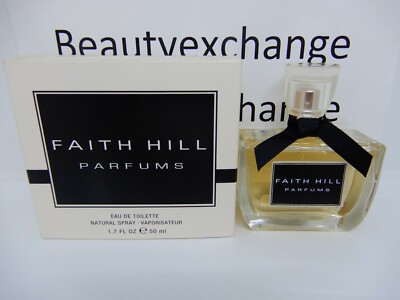 Beautyexchange
Beautyexchange
FAITH HILL
PARFUMS
EAU DE TOILETTE
NATURAL SPRAY · VAPORISATEUR
1.7 FL OZ ℮ 50 ml
FAITH HILL
PARFUMS